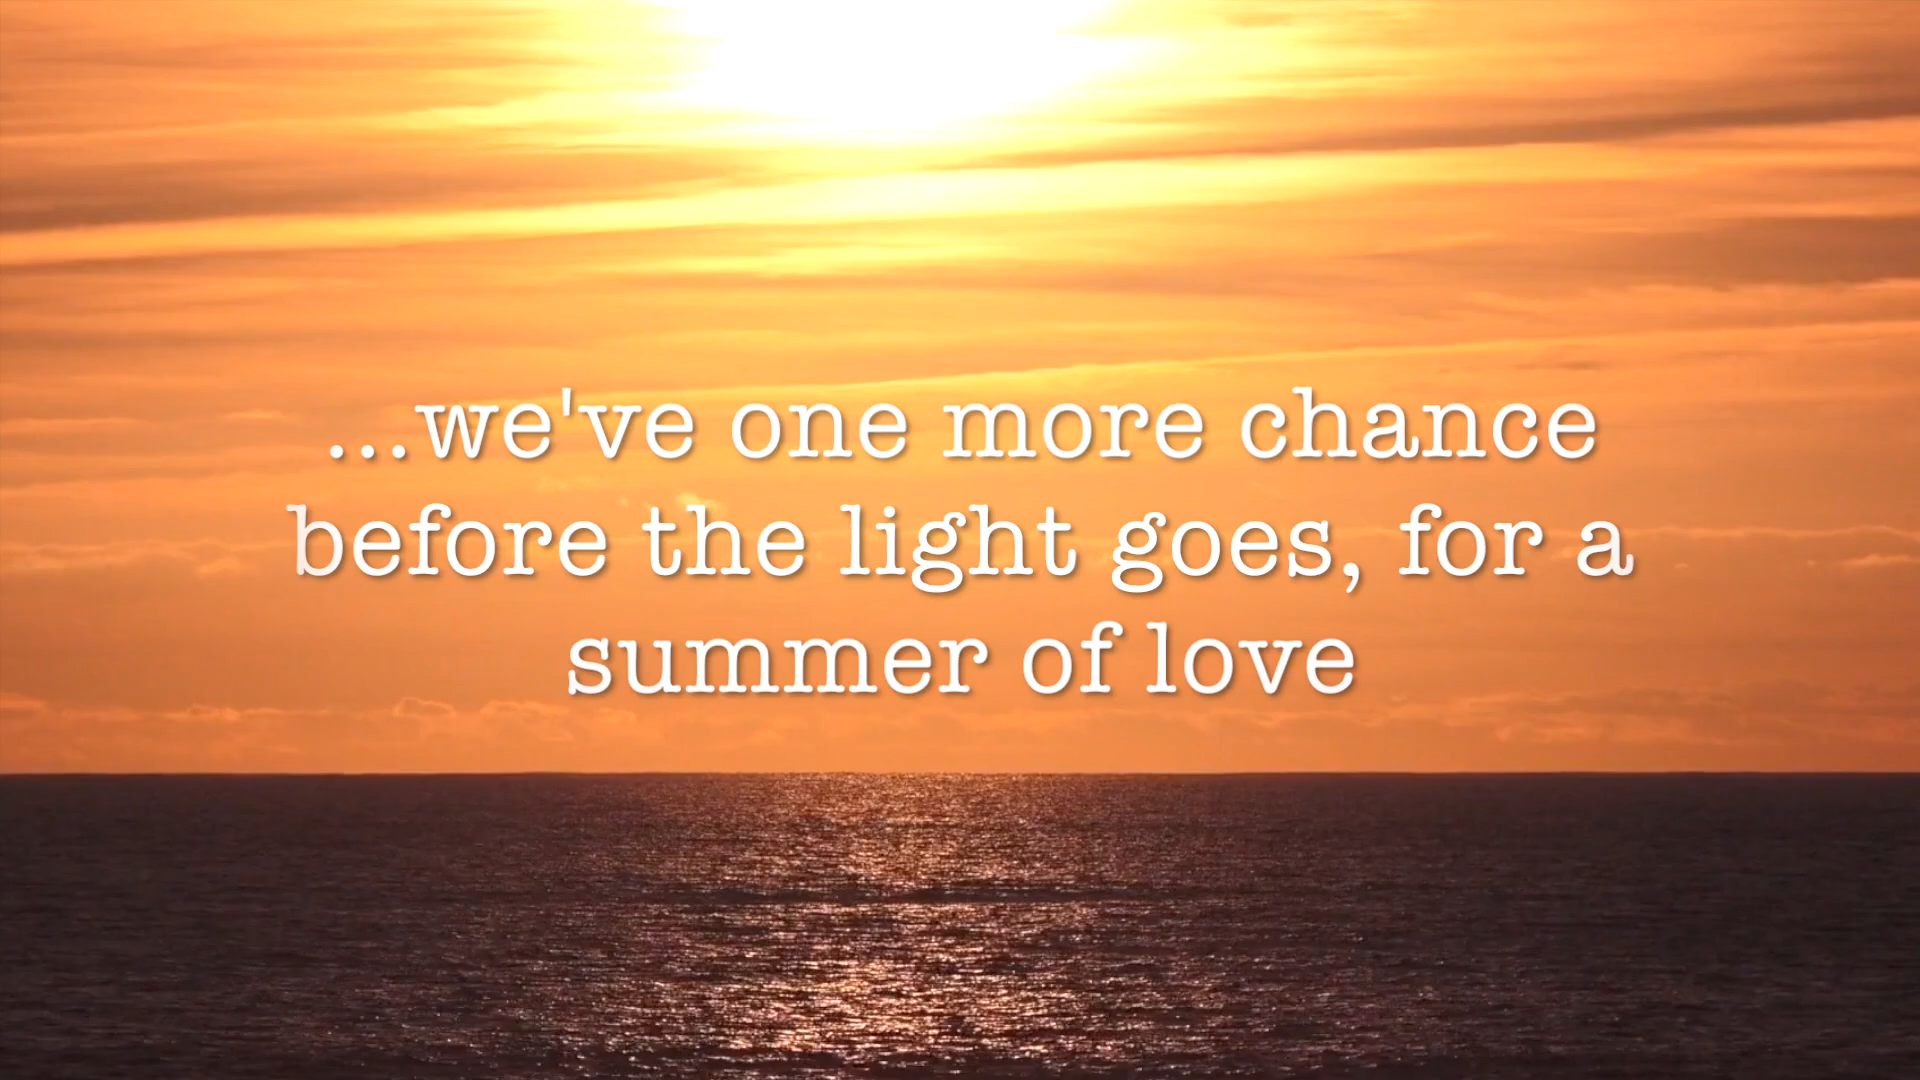 ...we've one more chance
before the light goes, for a
summer of love